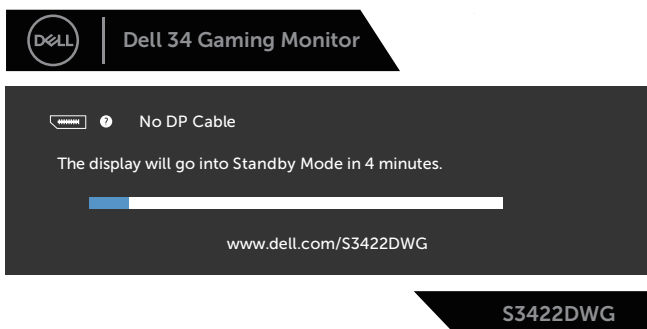 DELL
Dell 34 Gaming Monitor
? No DP Cable
The display will go into Standby Mode in 4 minutes.
www.dell.com/S3422DWG
S3422DWG